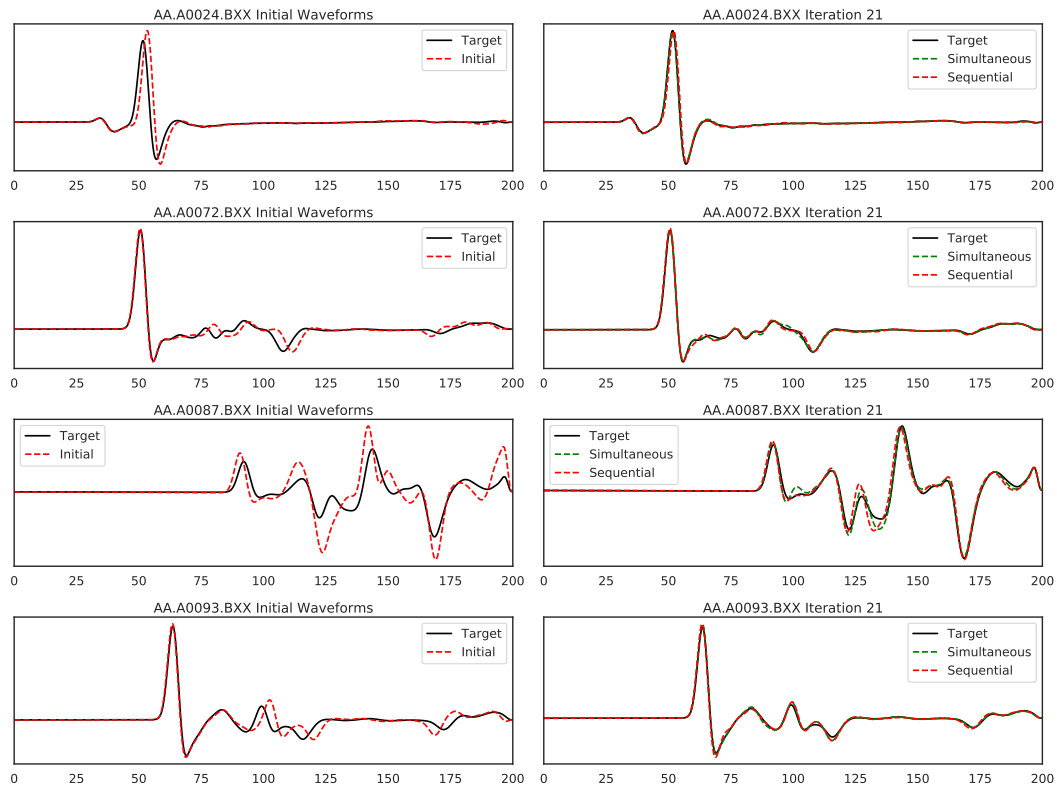 AA.A0024.BXX Initial Waveforms
Target
Initial
0 25 50 75 100 125 150 175 200
AA.A0024.BXX Iteration 21
Target
Simultaneous
Sequential
0 25 50 75 100 125 150 175 200
AA.A0072.BXX Initial Waveforms
Target
Initial
0 25 50 75 100 125 150 175 200
AA.A0072.BXX Iteration 21
Target
Simultaneous
Sequential
0 25 50 75 100 125 150 175 200
AA.A0087.BXX Initial Waveforms
Target
Initial
0 25 50 75 100 125 150 175 200
AA.A0087.BXX Iteration 21
Target
Simultaneous
Sequential
0 25 50 75 100 125 150 175 200
AA.A0093.BXX Initial Waveforms
Target
Initial
0 25 50 75 100 125 150 175 200
AA.A0093.BXX Iteration 21
Target
Simultaneous
Sequential
0 25 50 75 100 125 150 175 200